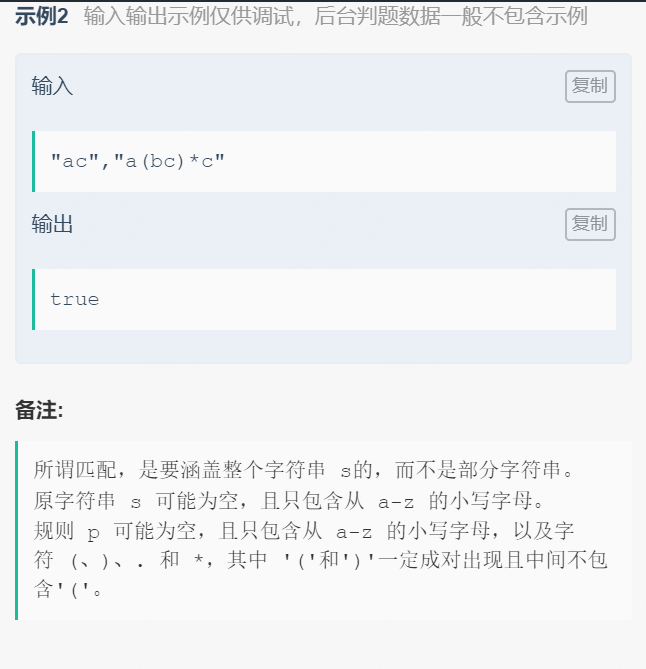 示例2 输入输出示例仅供调试，后台判题数据一般不包含示例
输入
复制
"ac","a(bc)*c"
输出
复制
true
备注:
所谓匹配，是要涵盖整个字符串 s的，而不是部分字符串。
原字符串 s 可能为空，且只包含从 a-z 的小写字母。
规则 p 可能为空，且只包含从 a-z 的小写字母，以及字
符 (、)、. 和 *，其中 '('和')'一定成对出现且中间不包
含'('。